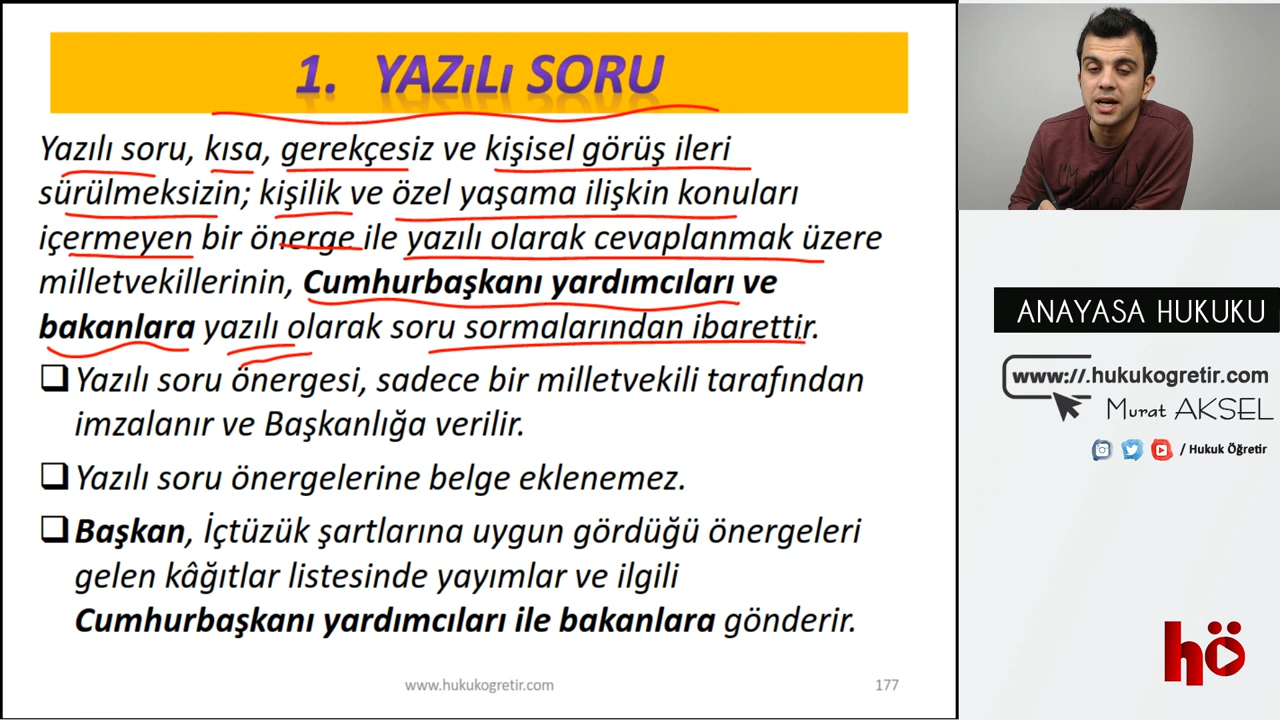 1. YAZıLı SORU
Yazılı soru, kısa, gerekçesiz ve kişisel görüş ileri
sürülmeksizin; kişilik ve özel yaşama ilişkin konuları
içermeyen bir önerge ile yazılı olarak cevaplanmak üzere
milletvekillerinin, Cumhurbaşkanı yardımcıları ve
bakanlara yazılı olarak soru sormalarından ibarettir.
Yazılı soru önergesi, sadece bir milletvekili tarafından
imzalanır ve Başkanlığa verilir.
Yazılı soru önergelerine belge eklenemez.
Başkan, İçtüzük şartlarına uygun gördüğü önergeleri
gelen kâğıtlar listesinde yayımlar ve ilgili
Cumhurbaşkanı yardımcıları ile bakanlara gönderir.
www.hukukogretir.com
177
ANAYASA HUKUKU
www://.hukukogretir.com
Murat AKSEL
/ Hukuk Öğretir
hö